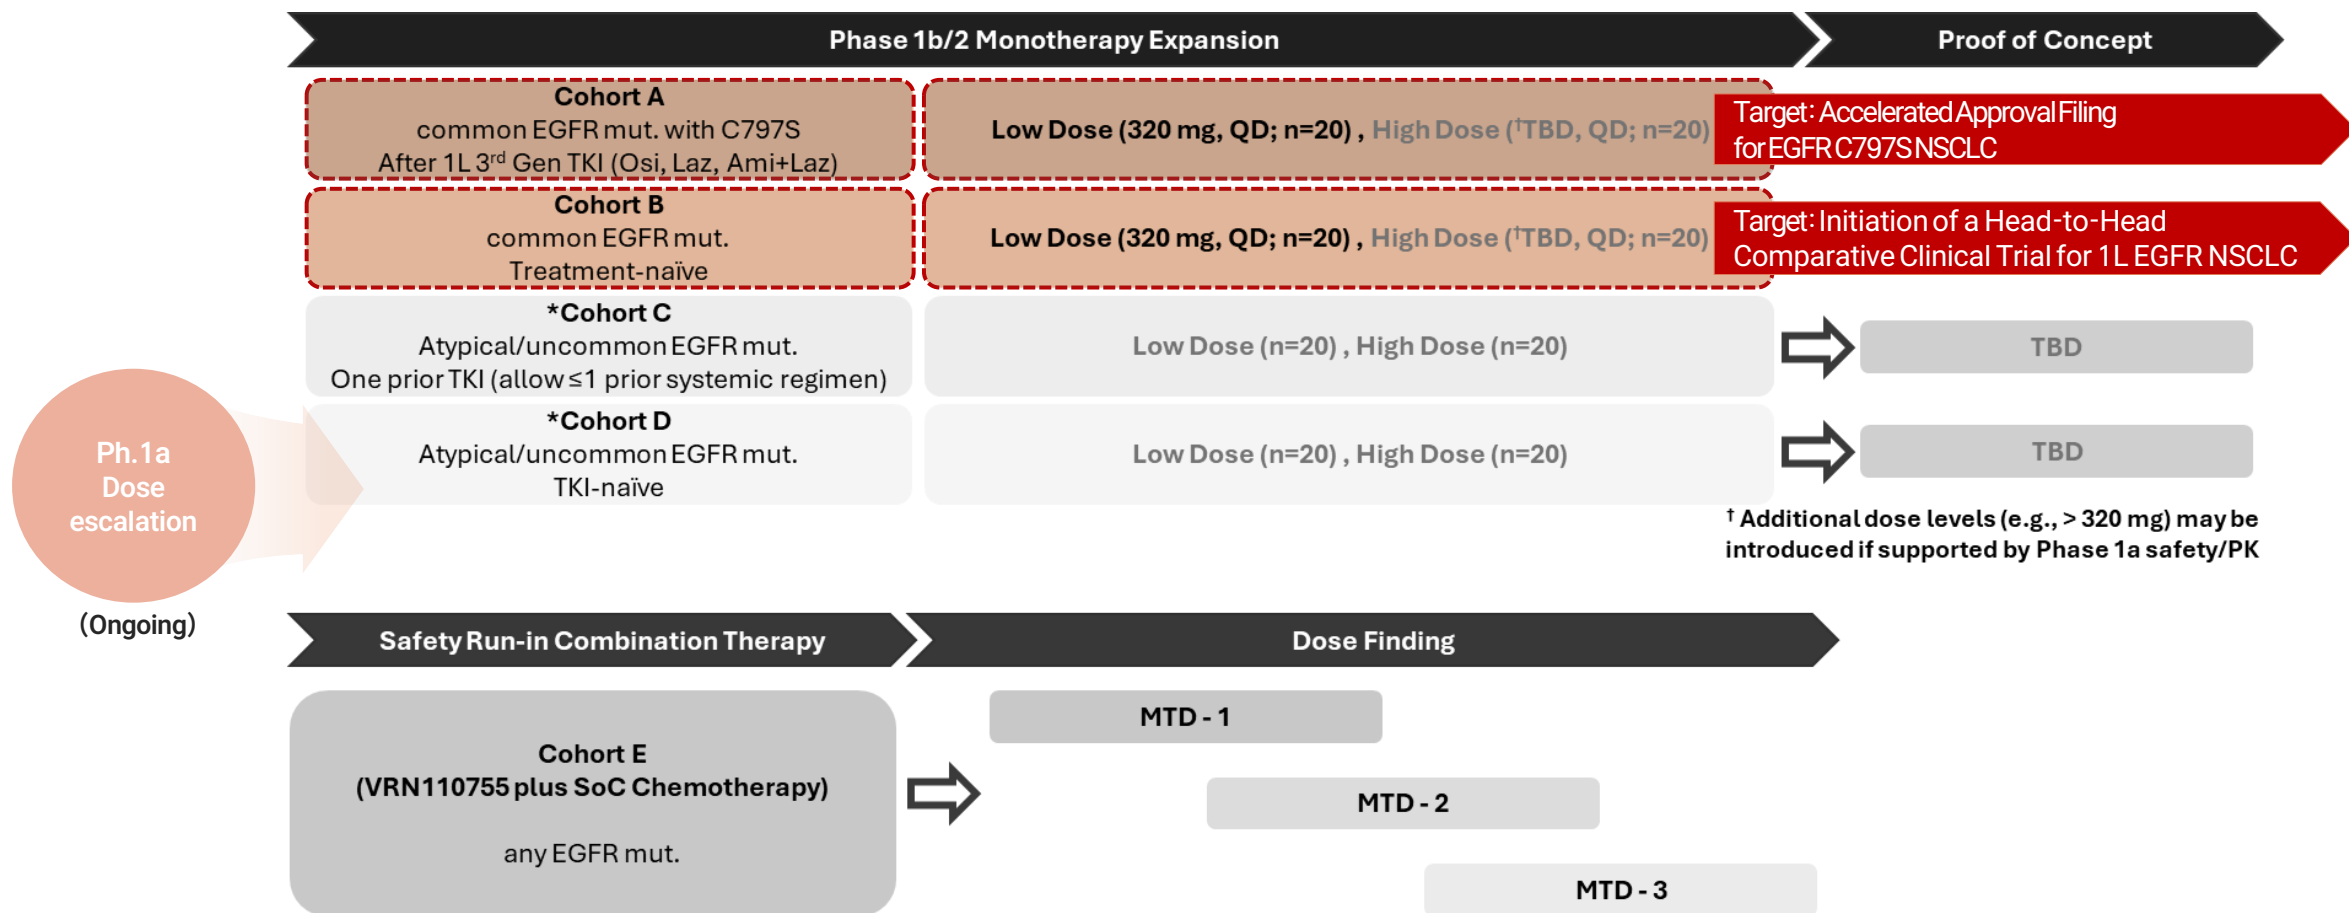 Phase 1b/2 Monotherapy Expansion
Proof of Concept
Cohort A
common EGFR mut. with C797S
After 1L 3rd Gen TKI (Osi, Laz, Ami+Laz)
Low Dose (320 mg, QD; n=20) , High Dose (†TBD, QD; n=20)
Target: Accelerated Approval Filing
for EGFR C797S NSCLC
Cohort B
common EGFR mut.
Treatment-naïve
Low Dose (320 mg, QD; n=20) , High Dose (†TBD, QD; n=20)
Target: Initiation of a Head-to-Head
Comparative Clinical Trial for 1L EGFR NSCLC
*Cohort C
Atypical/uncommon EGFR mut.
One prior TKI (allow ≤1 prior systemic regimen)
Low Dose (n=20) , High Dose (n=20)
TBD
*Cohort D
Atypical/uncommon EGFR mut.
TKI-naïve
Low Dose (n=20) , High Dose (n=20)
TBD
Ph.1a
Dose
escalation
(Ongoing)
† Additional dose levels (e.g., > 320 mg) may be
introduced if supported by Phase 1a safety/PK
Safety Run-in Combination Therapy
Dose Finding
Cohort E
(VRN110755 plus SoC Chemotherapy)
any EGFR mut.
MTD - 1
MTD - 2
MTD - 3